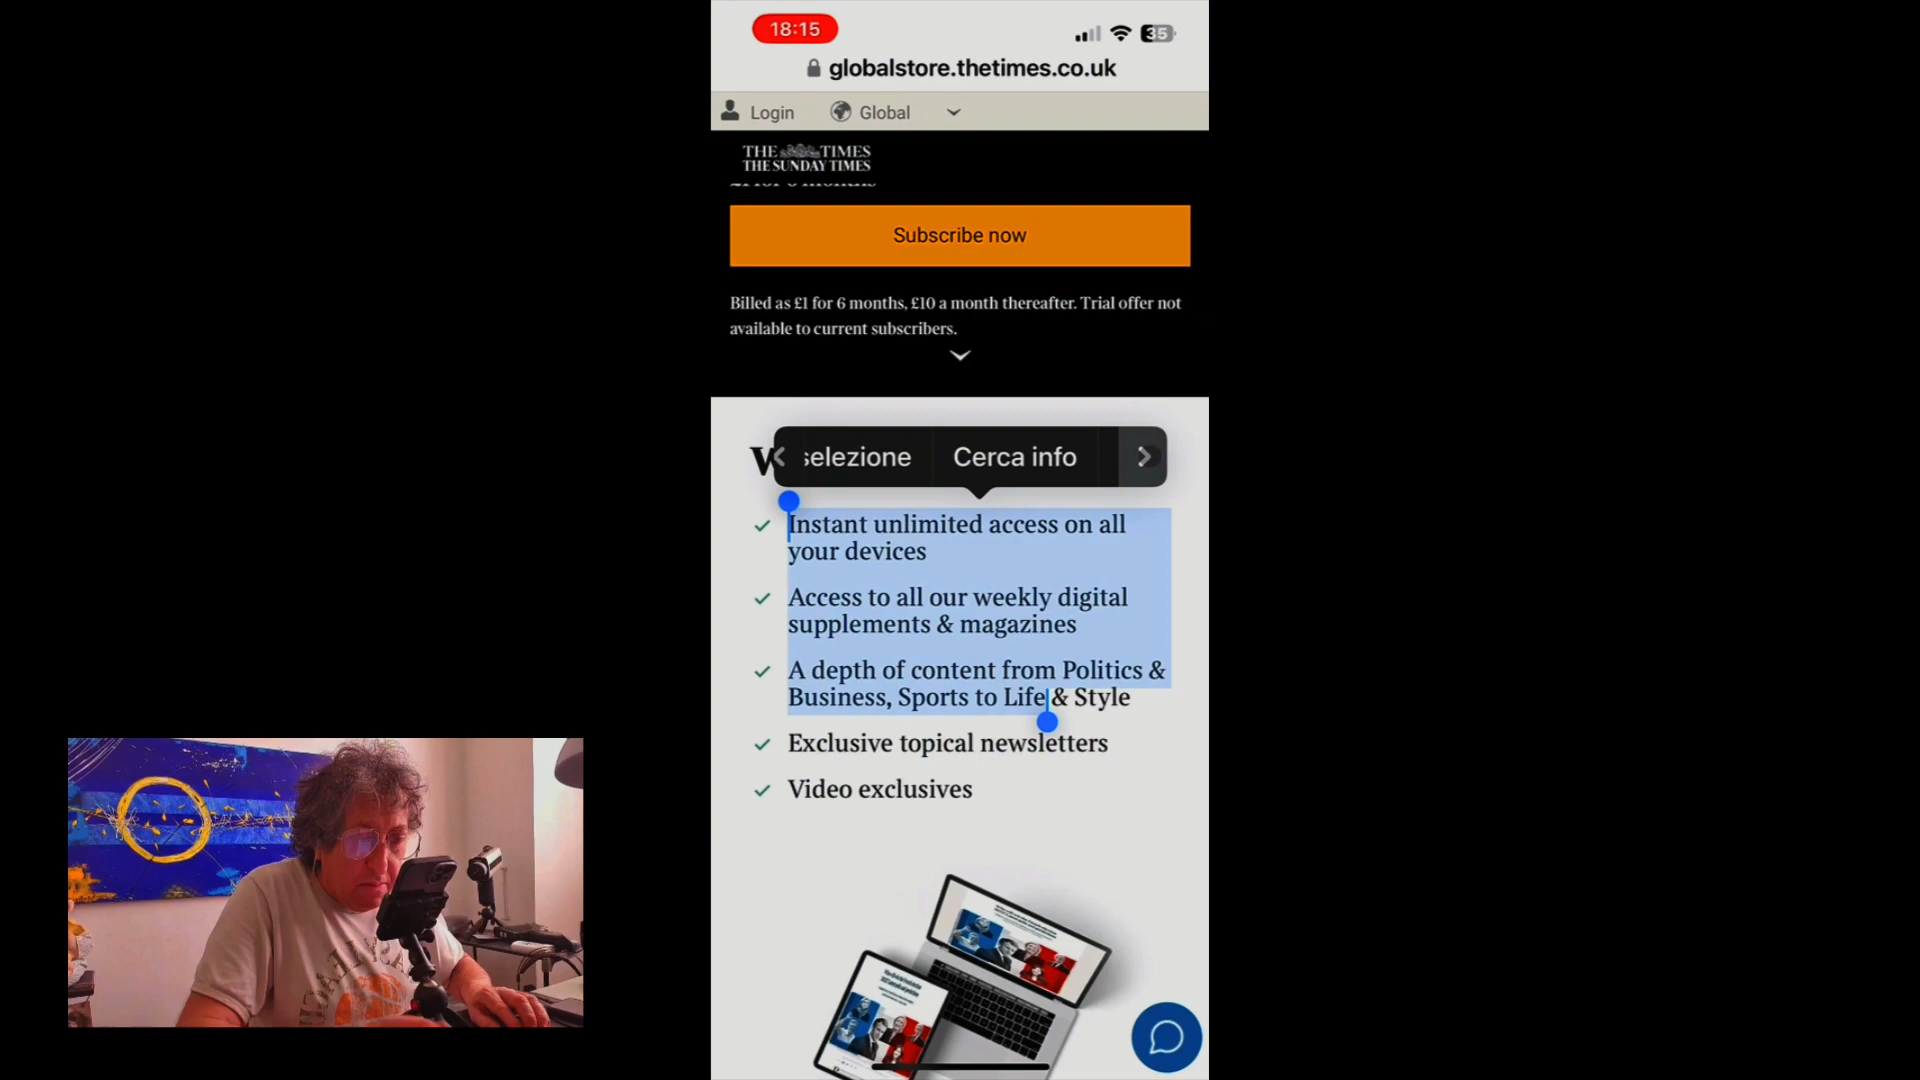 18:15
35
globalstore.thetimes.co.uk
Login
Global
THE TIMES
THE SUNDAY TIMES
Subscribe now
Billed as £1 for 6 months, £10 a month thereafter. Trial offer not
available to current subscribers.
selezione
Cerca info
Instant unlimited access on all
your devices
Access to all our weekly digital
supplements & magazines
A depth of content from Politics &
Business, Sports to Life & Style
Exclusive topical newsletters
Video exclusives